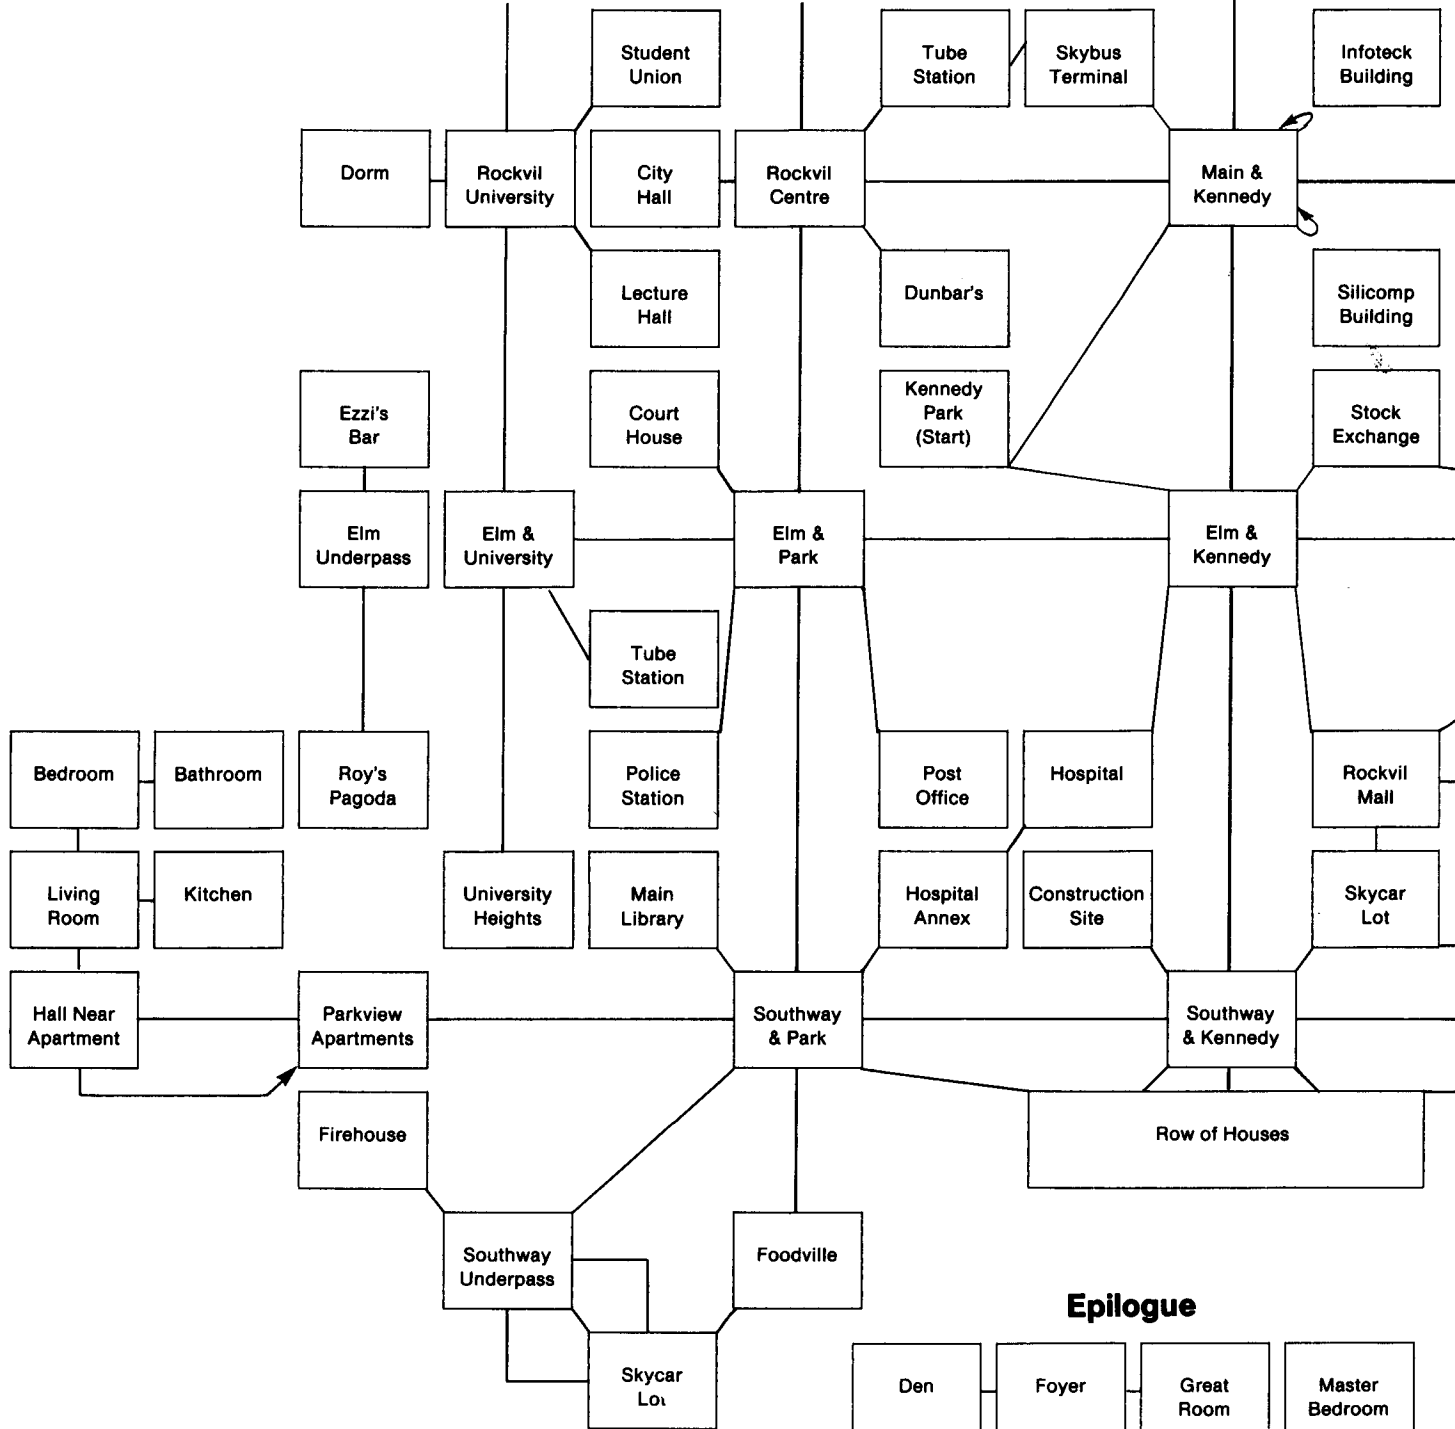 Student
Union
Tube
Station
Skybus
Terminal
Infoteck
Building
Dorm
Rockvil
University
City
Hall
Rockvil
Centre
Main &
Kennedy
Lecture
Hall
Dunbar's
Silicomp
Building
Ezzi's
Bar
Court
House
Kennedy
Park
(Start)
Stock
Exchange
Elm
Underpass
Elm &
University
Elm &
Park
Elm &
Kennedy
Tube
Station
Bedroom
Bathroom
Roy's
Pagoda
Police
Station
Post
Office
Hospital
Rockvil
Mall
Living
Room
Kitchen
University
Heights
Main
Library
Hospital
Annex
Construction
Site
Skycar
Lot
Hall Near
Apartment
Parkview
Apartments
Southway
& Park
Southway
& Kennedy
Firehouse
Row of Houses
Southway
Underpass
Foodville
Skycar
Lot
Epilogue
Den
Foyer
Great
Room
Master
Bedroom